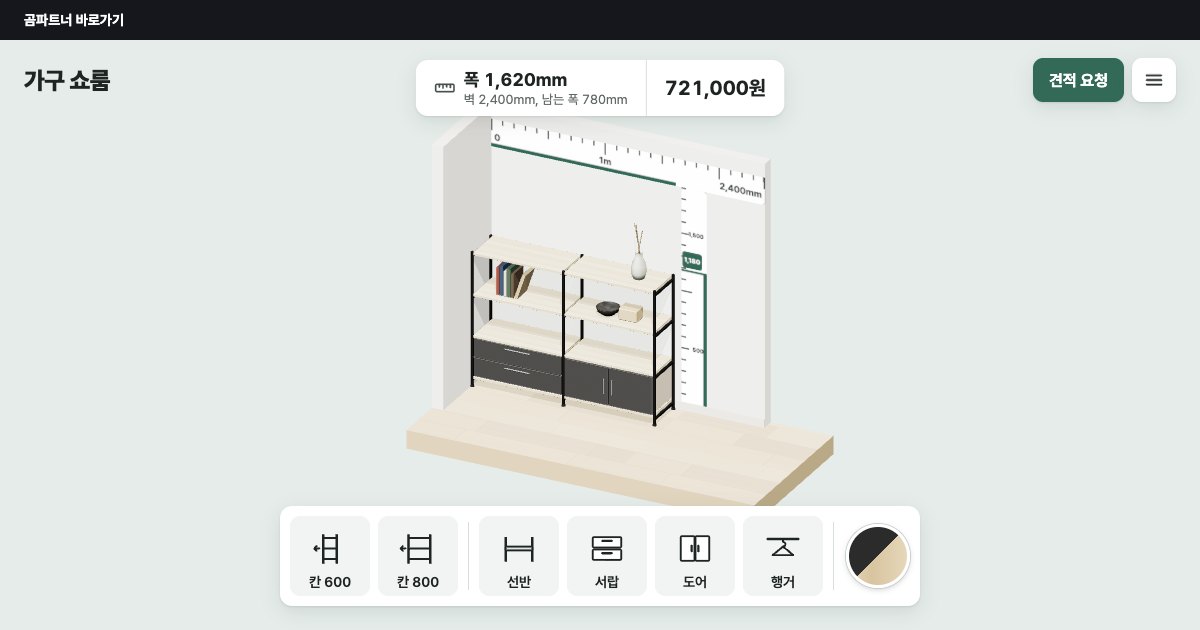 곰파트너 바로가기
가구 쇼룸
폭 1,620mm
벽 2,400mm, 남는 폭 780mm
721,000원
견적 요청
0
1m
2,400mm
1,500
1,180
500
칸 600
칸 800
선반
서랍
도어
행거